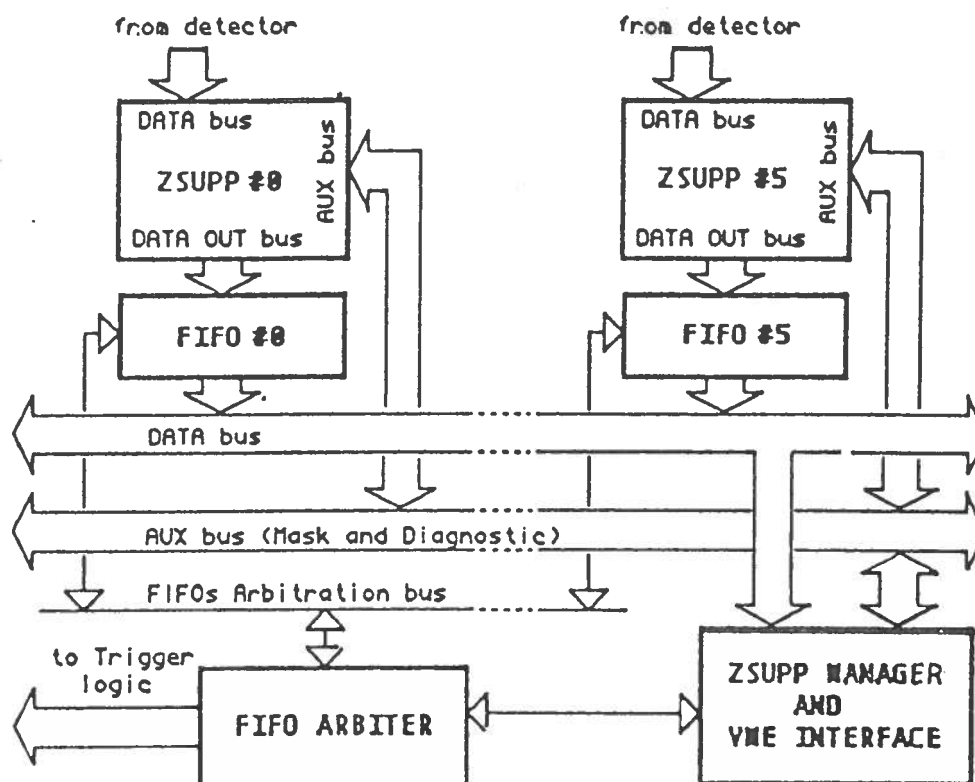 from detector
from detector
DATA bus
AUX bus
ZSUPP #0
DATA OUT bus
DATA bus
AUX bus
ZSUPP #5
DATA OUT bus
FIFO #0
FIFO #5
DATA bus
AUX bus (Mask and Diagnostic)
FIFOs Arbitration bus
to Trigger
logic
FIFO ARBITER
ZSUPP MANAGER
AND
VME INTERFACE